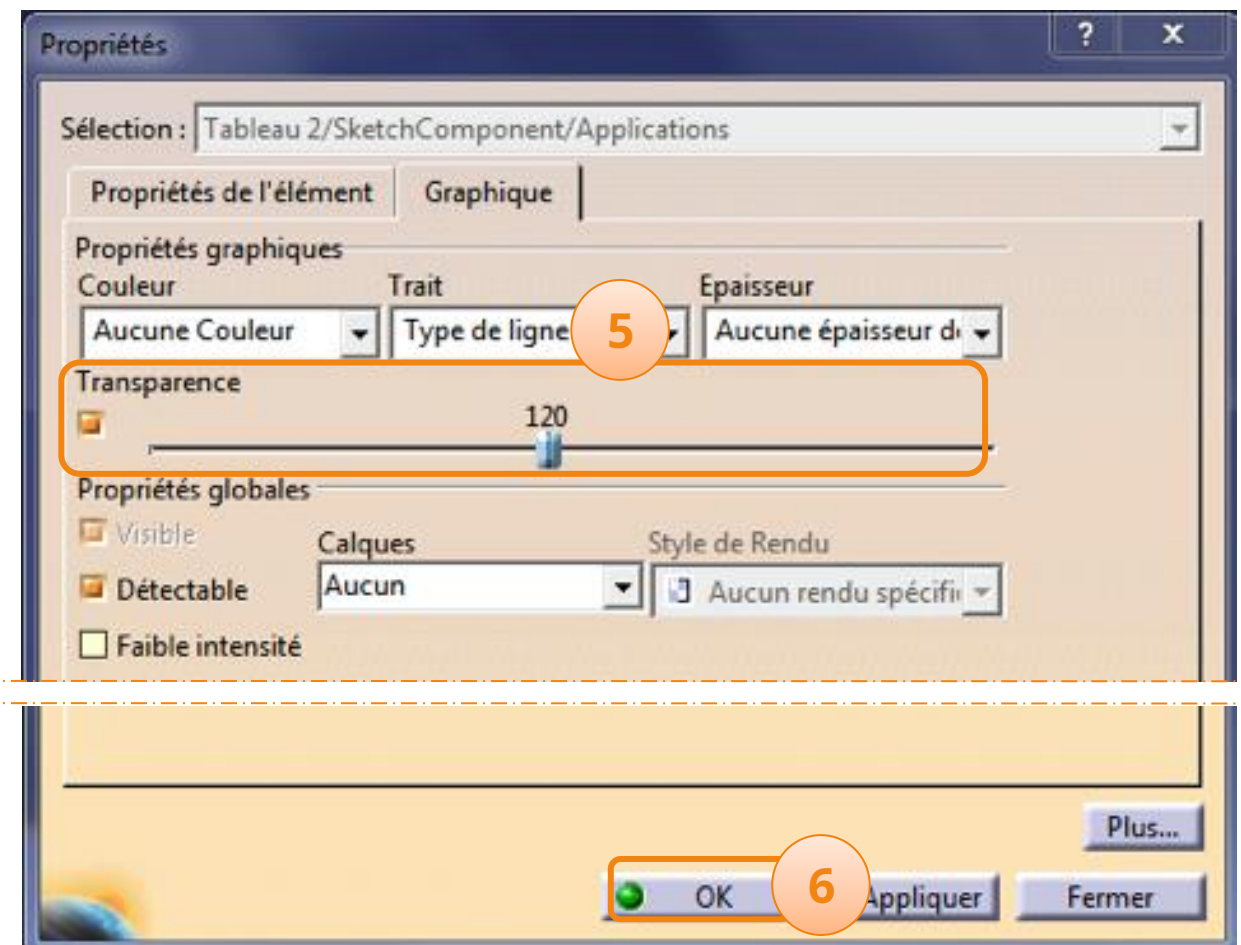 Propriétés ? x
Sélection : Tableau 2/SketchComponent/Applications
Propriétés de l'élément Graphique
Propriétés graphiques
Couleur Trait Epaisseur
Aucune Couleur Type de ligne 5 Aucune épaisseur d
Transparence
120
Propriétés globales
Visible Calques Style de Rendu
Détectable Aucun Aucun rendu spécifi
Faible intensité
Plus...
OK 6 Appliquer Fermer